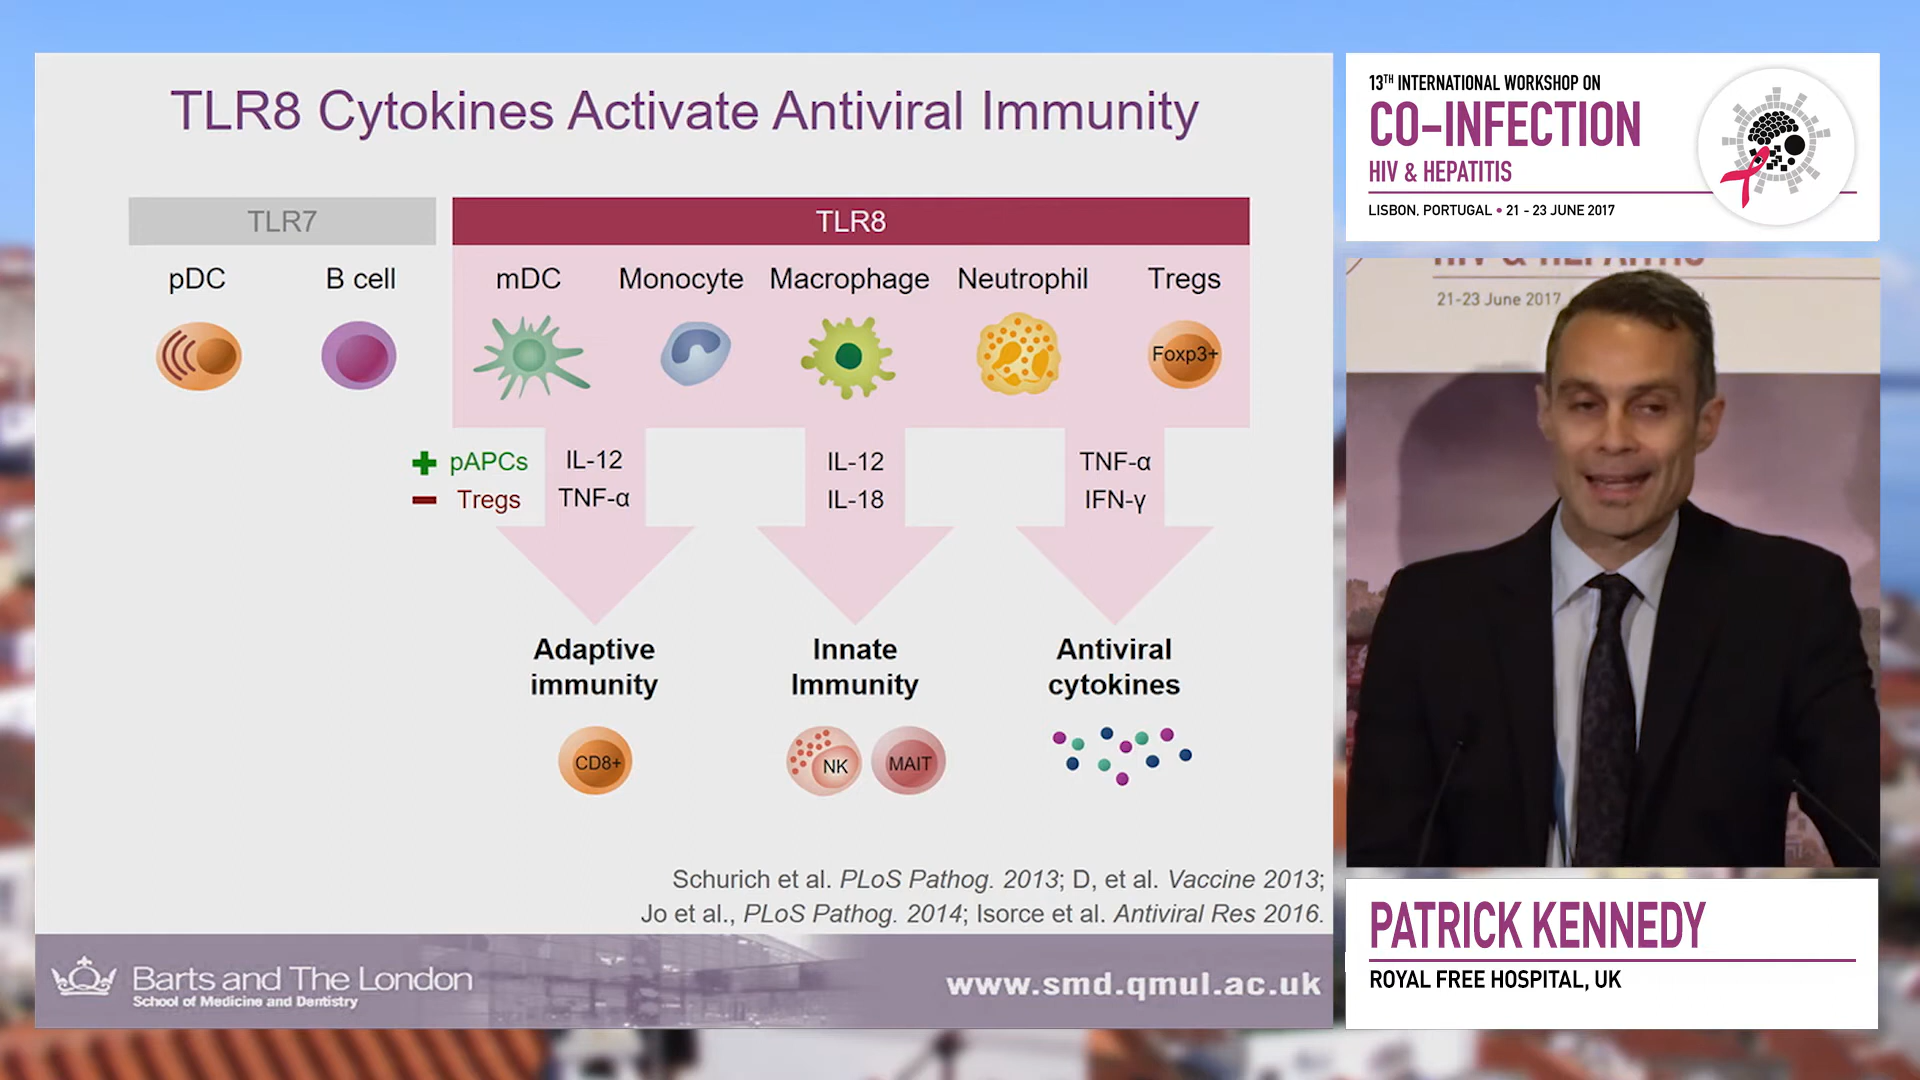 TLR8 Cytokines Activate Antiviral Immunity
TLR7
TLR8
pDC
B cell
mDC
Monocyte
Macrophage
Neutrophil
Tregs
Foxp3+
+ pAPCs
− Tregs
IL-12
TNF-α
IL-12
IL-18
TNF-α
IFN-γ
Adaptive
immunity
Innate
Immunity
Antiviral
cytokines
CD8+
NK
MAIT
Schurich et al. PLoS Pathog. 2013; D, et al. Vaccine 2013;
Jo et al., PLoS Pathog. 2014; Isorce et al. Antiviral Res 2016.
Barts and The London
School of Medicine and Dentistry
www.smd.qmul.ac.uk
13TH INTERNATIONAL WORKSHOP ON
CO-INFECTION
HIV & HEPATITIS
LISBON, PORTUGAL • 21 - 23 JUNE 2017
HIV & HEPATITIS
21-23 June 2017
PATRICK KENNEDY
ROYAL FREE HOSPITAL, UK